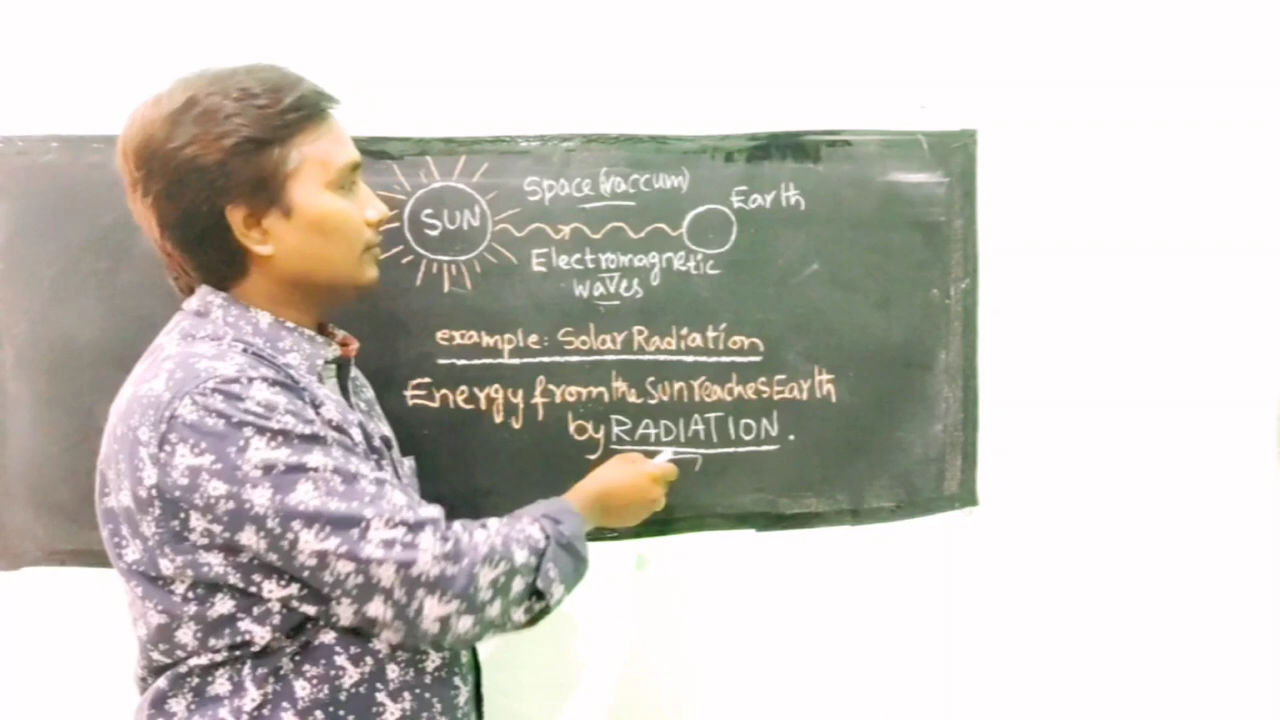 SUN
Space (vaccum)
Earth
Electromagnetic
waves
example: Solar Radiation
Energy from the Sun reaches Earth
by RADIATION.